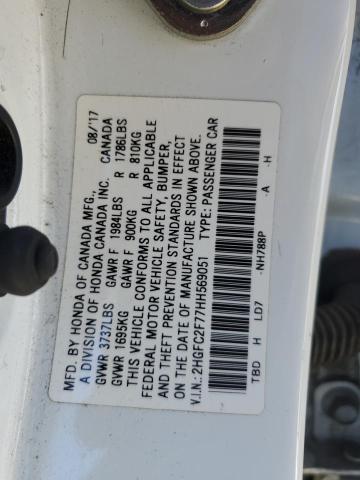 MFD. BY HONDA OF CANADA MFG., 08/'17
A DIVISION OF HONDA CANADA INC. CANADA
GVWR 3737LBS GAWR F 1984LBS R 1786LBS
GVWR 1695KG GAWR F 900KG R 810KG
THIS VEHICLE CONFORMS TO ALL APPLICABLE
FEDERAL MOTOR VEHICLE SAFETY, BUMPER,
AND THEFT PREVENTION STANDARDS IN EFFECT
ON THE DATE OF MANUFACTURE SHOWN ABOVE.
V.I.N.: 2HGFC2F77HH569051 TYPE: PASSENGER CAR
-NH788P -A -H
TBD H LD7